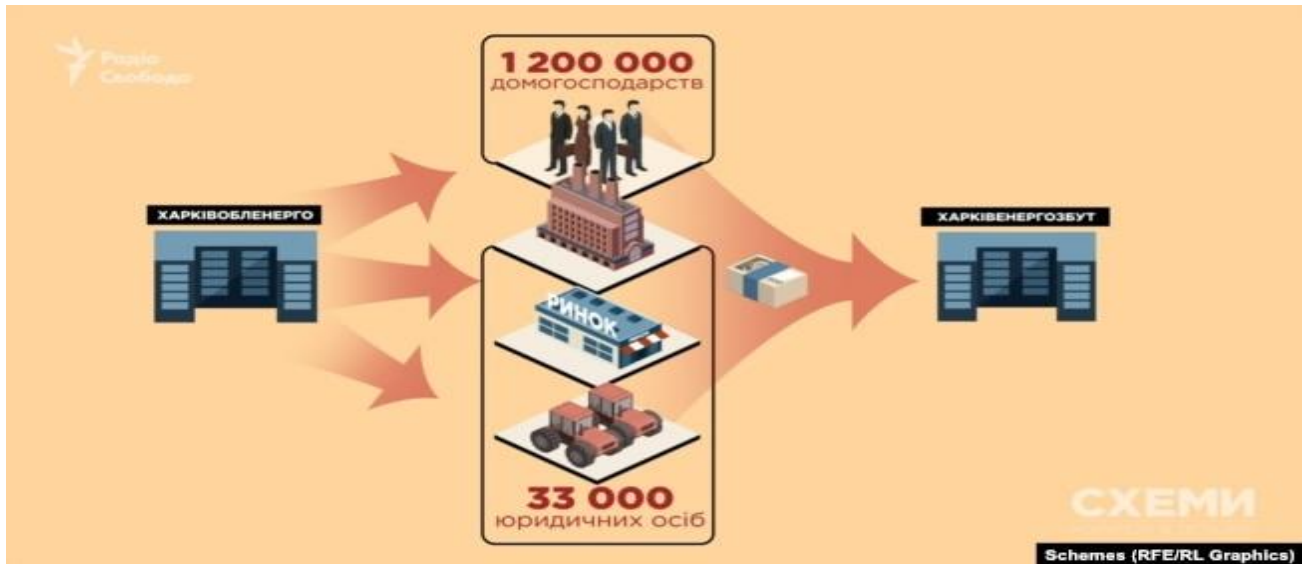 Радіо
Свобода
1 200 000
домогосподарств
ХАРКІВОБЛЕНЕРГО
ХАРКІВЕНЕРГОЗБУТ
РИНОК
33 000
юридичних осіб
СХЕМИ
Schemes (RFE/RL Graphics)